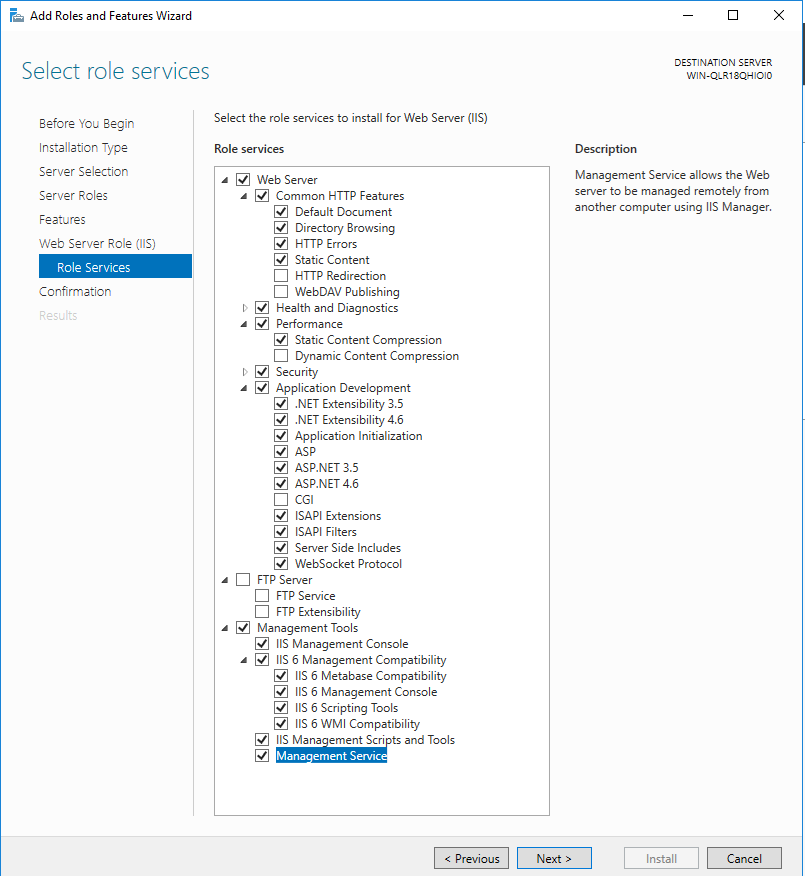 Add Roles and Features Wizard
Select role services
DESTINATION SERVER
WIN-QLR18QHIOI0
Before You Begin
Installation Type
Server Selection
Server Roles
Features
Web Server Role (IIS)
Role Services
Confirmation
Results
Select the role services to install for Web Server (IIS)
Role services
Web Server
Common HTTP Features
Default Document
Directory Browsing
HTTP Errors
Static Content
HTTP Redirection
WebDAV Publishing
Health and Diagnostics
Performance
Static Content Compression
Dynamic Content Compression
Security
Application Development
.NET Extensibility 3.5
.NET Extensibility 4.6
Application Initialization
ASP
ASP.NET 3.5
ASP.NET 4.6
CGI
ISAPI Extensions
ISAPI Filters
Server Side Includes
WebSocket Protocol
FTP Server
FTP Service
FTP Extensibility
Management Tools
IIS Management Console
IIS 6 Management Compatibility
IIS 6 Metabase Compatibility
IIS 6 Management Console
IIS 6 Scripting Tools
IIS 6 WMI Compatibility
IIS Management Scripts and Tools
Management Service
Description
Management Service allows the Web
server to be managed remotely from
another computer using IIS Manager.
< Previous
Next >
Install
Cancel